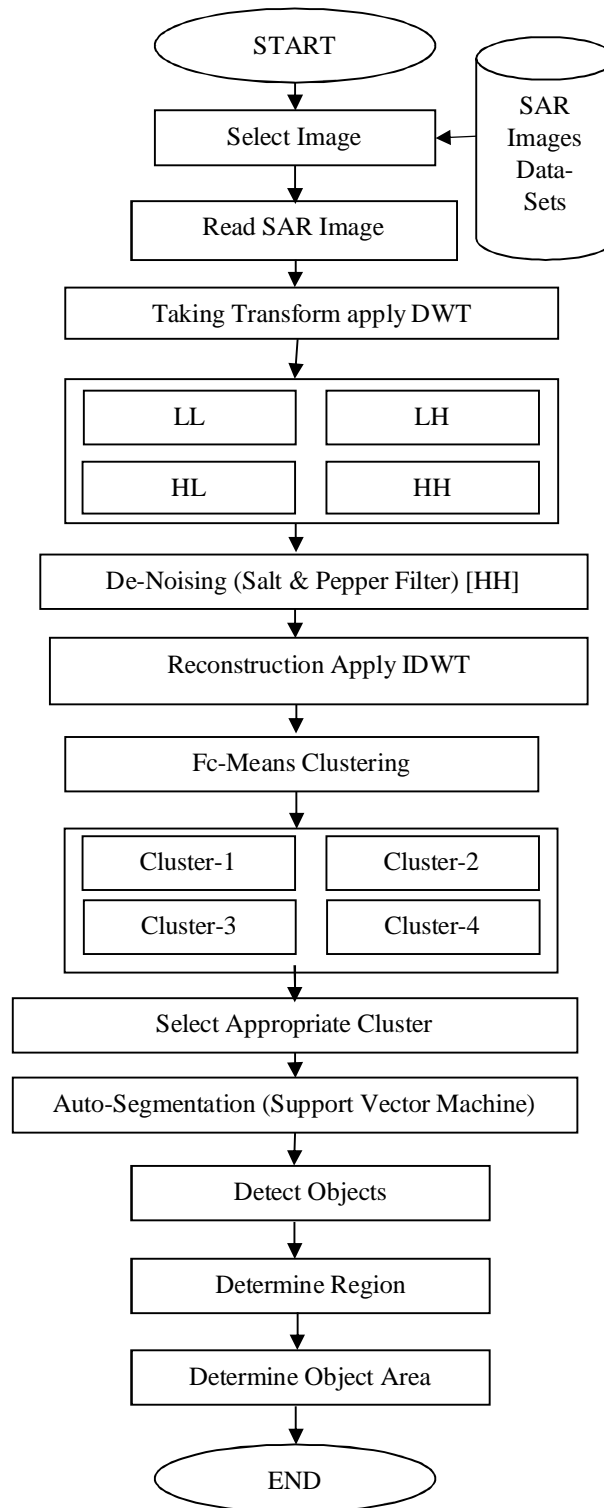 START
Select Image
SAR
Images
Data-
Sets
Read SAR Image
Taking Transform apply DWT
LL
LH
HL
HH
De-Noising (Salt & Pepper Filter) [HH]
Reconstruction Apply IDWT
Fc-Means Clustering
Cluster-1
Cluster-2
Cluster-3
Cluster-4
Select Appropriate Cluster
Auto-Segmentation (Support Vector Machine)
Detect Objects
Determine Region
Determine Object Area
END